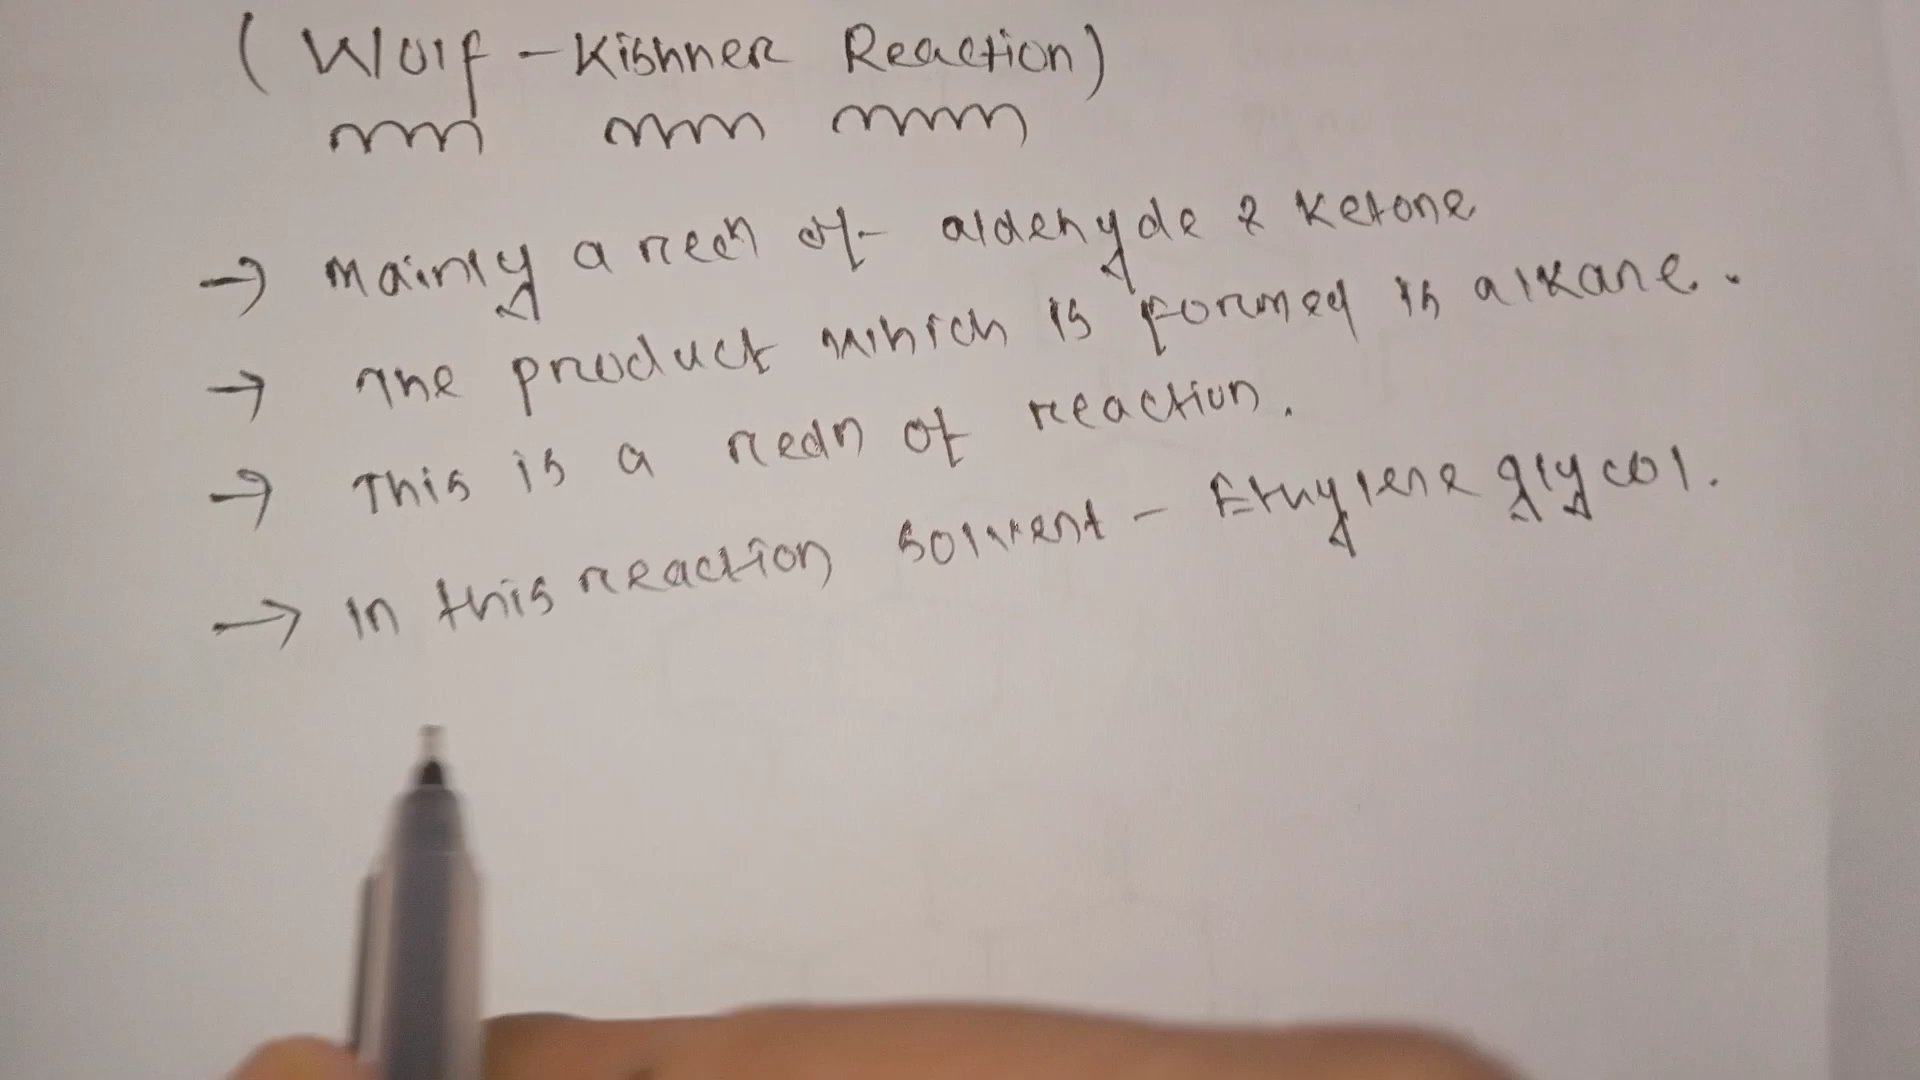 (Wolf - Kishner Reaction)
→ Mainly a recn of aldehyde & Ketone
→ The product which is formed is alkane.
→ This is a redn of reaction.
→ In this reaction solvent - Ethylene glycol.